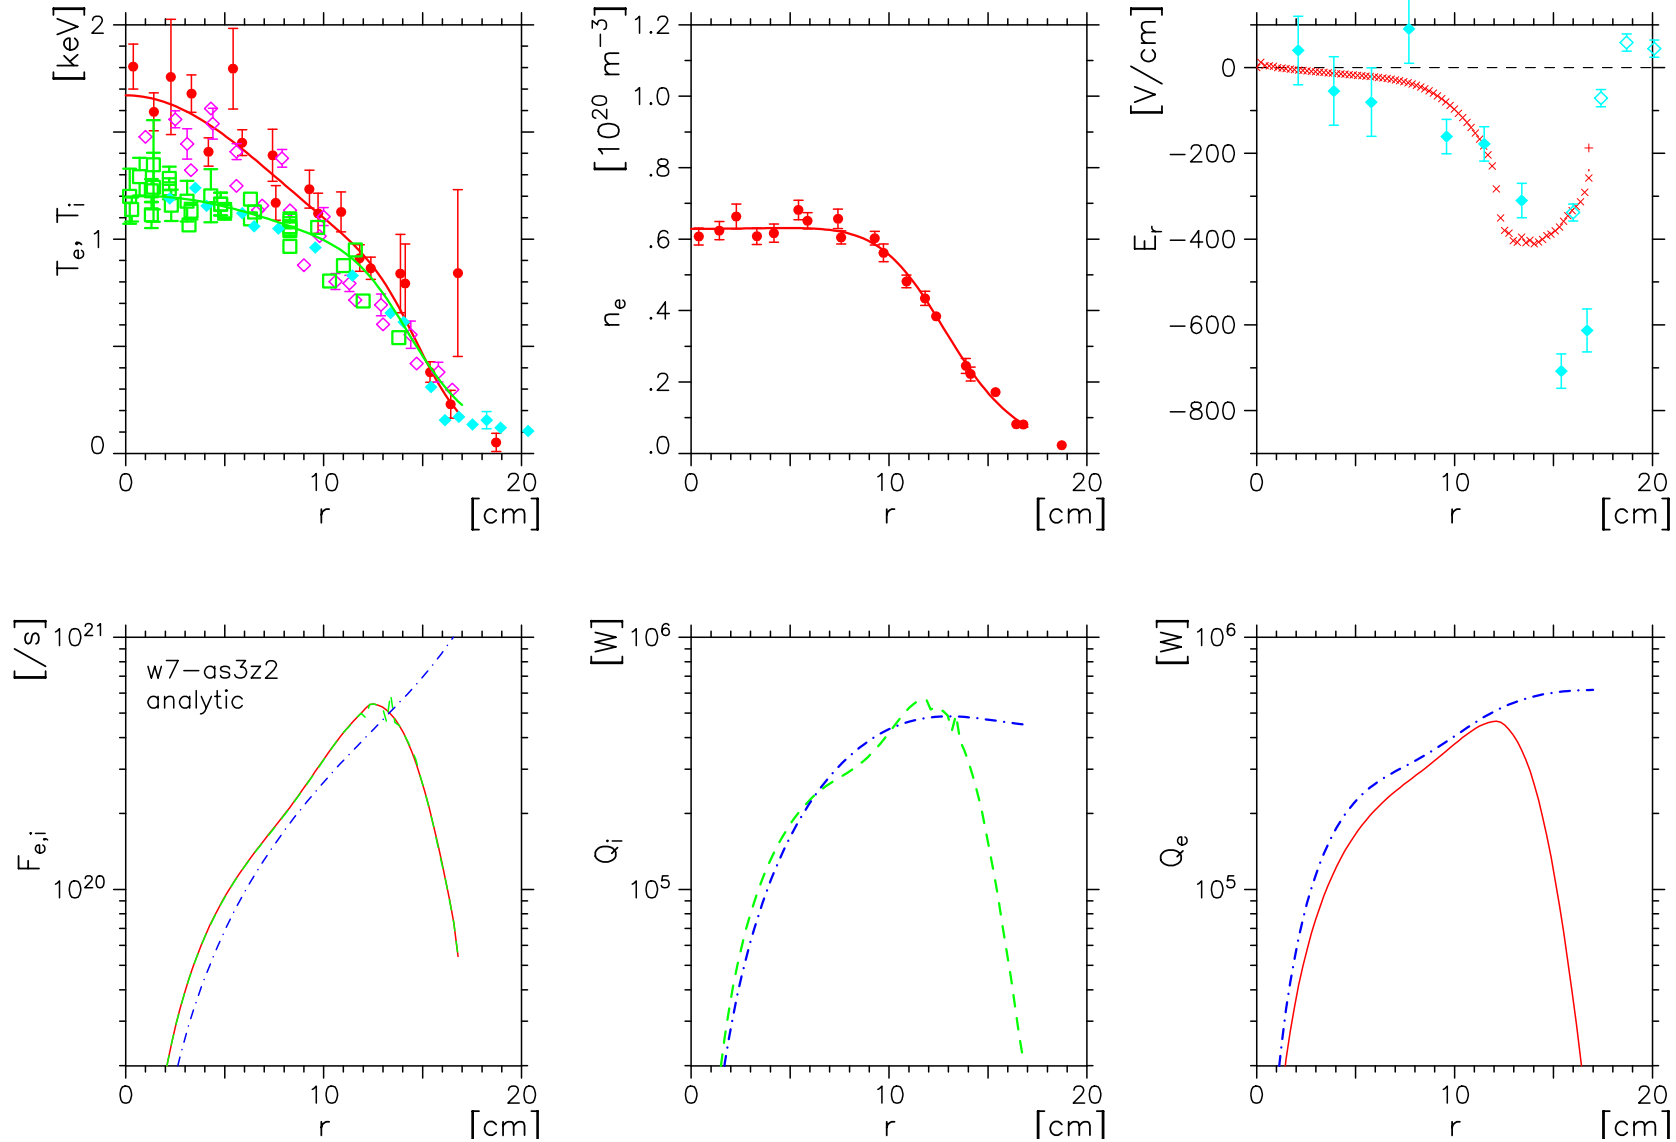 [keV]
T_e, T_i
2
1
0
0
10
20
r
[cm]
[10^20 m^−3]
n_e
1.2
1.0
.8
.6
.4
.2
.0
0
10
20
r
[cm]
[V/cm]
E_r
0
−200
−400
−600
−800
0
10
20
r
[cm]
[/s]
F_e,i
10^21
10^20
w7−as3z2
analytic
0
10
20
r
[cm]
[W]
Q_i
10^6
10^5
0
10
20
r
[cm]
[W]
Q_e
10^6
10^5
0
10
20
r
[cm]